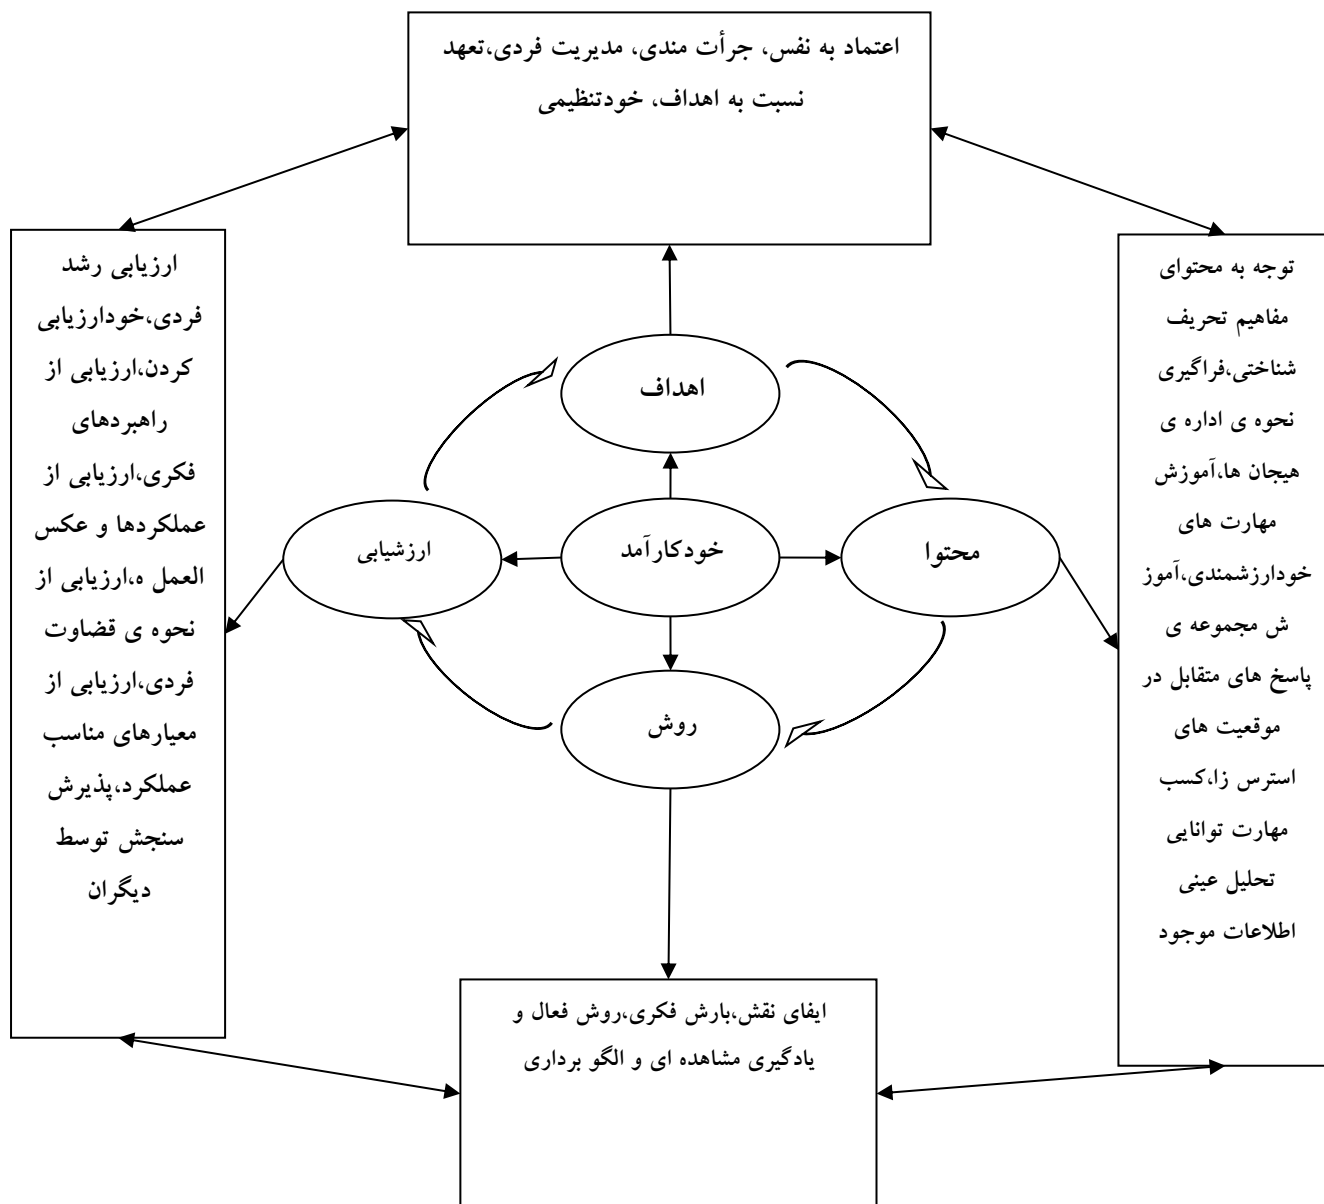 اعتماد به نفس، جرأت مندی، مدیریت فردی،تعهد
نسبت به اهداف، خودتنظیمی
توجه به محتوای
مفاهیم تحریف
شناختی،فراگیری
نحوه ی اداره ی
هیجان ها،آموزش
مهارت های
خودارزشمندی،آموز
ش مجموعه ی
پاسخ های متقابل در
موقعیت های
استرس زا،کسب
مهارت توانایی
تحلیل عینی
اطلاعات موجود
ارزیابی رشد
فردی،خودارزیابی
کردن،ارزیابی از
راهبردهای
فکری،ارزیابی از
عملکردها و عکس
العمل ه،ارزیابی از
نحوه ی قضاوت
فردی،ارزیابی از
معیارهای مناسب
عملکرد،پذیرش
سنجش توسط
دیگران
اهداف
محتوا
خودکارآمد
ارزشیابی
روش
ایفای نقش،بارش فکری،روش فعال و
یادگیری مشاهده ای و الگو برداری